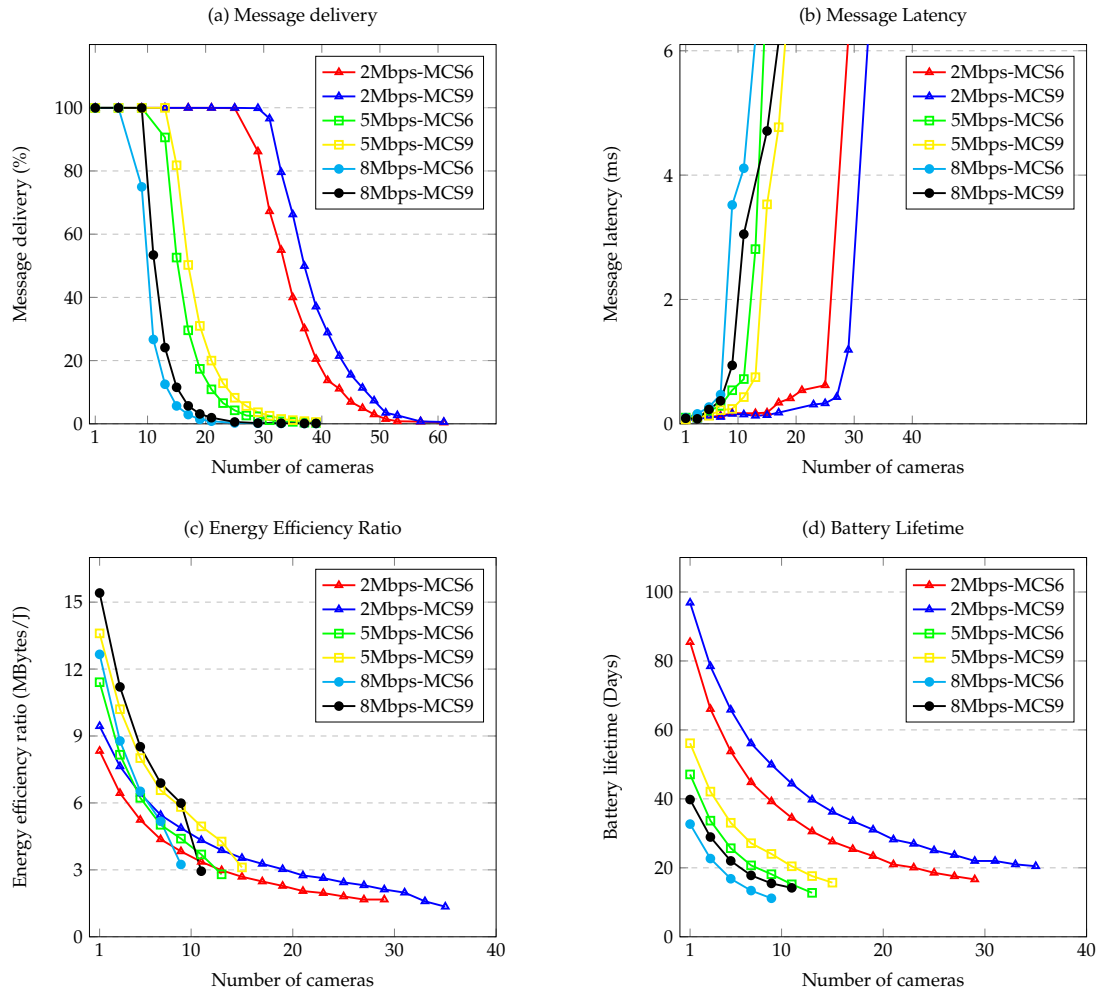 (a) Message delivery
100
80
60
40
20
0
1
10
20
30
40
50
60
Message delivery (%)
Number of cameras
2Mbps-MCS6
2Mbps-MCS9
5Mbps-MCS6
5Mbps-MCS9
8Mbps-MCS6
8Mbps-MCS9
(b) Message Latency
6
4
2
0
1
10
20
30
40
Message latency (ms)
Number of cameras
2Mbps-MCS6
2Mbps-MCS9
5Mbps-MCS6
5Mbps-MCS9
8Mbps-MCS6
8Mbps-MCS9
(c) Energy Efficiency Ratio
15
12
9
6
3
0
1
10
20
30
40
Energy efficiency ratio (MBytes/J)
Number of cameras
2Mbps-MCS6
2Mbps-MCS9
5Mbps-MCS6
5Mbps-MCS9
8Mbps-MCS6
8Mbps-MCS9
(d) Battery Lifetime
100
80
60
40
20
0
1
10
20
30
40
Battery lifetime (Days)
Number of cameras
2Mbps-MCS6
2Mbps-MCS9
5Mbps-MCS6
5Mbps-MCS9
8Mbps-MCS6
8Mbps-MCS9